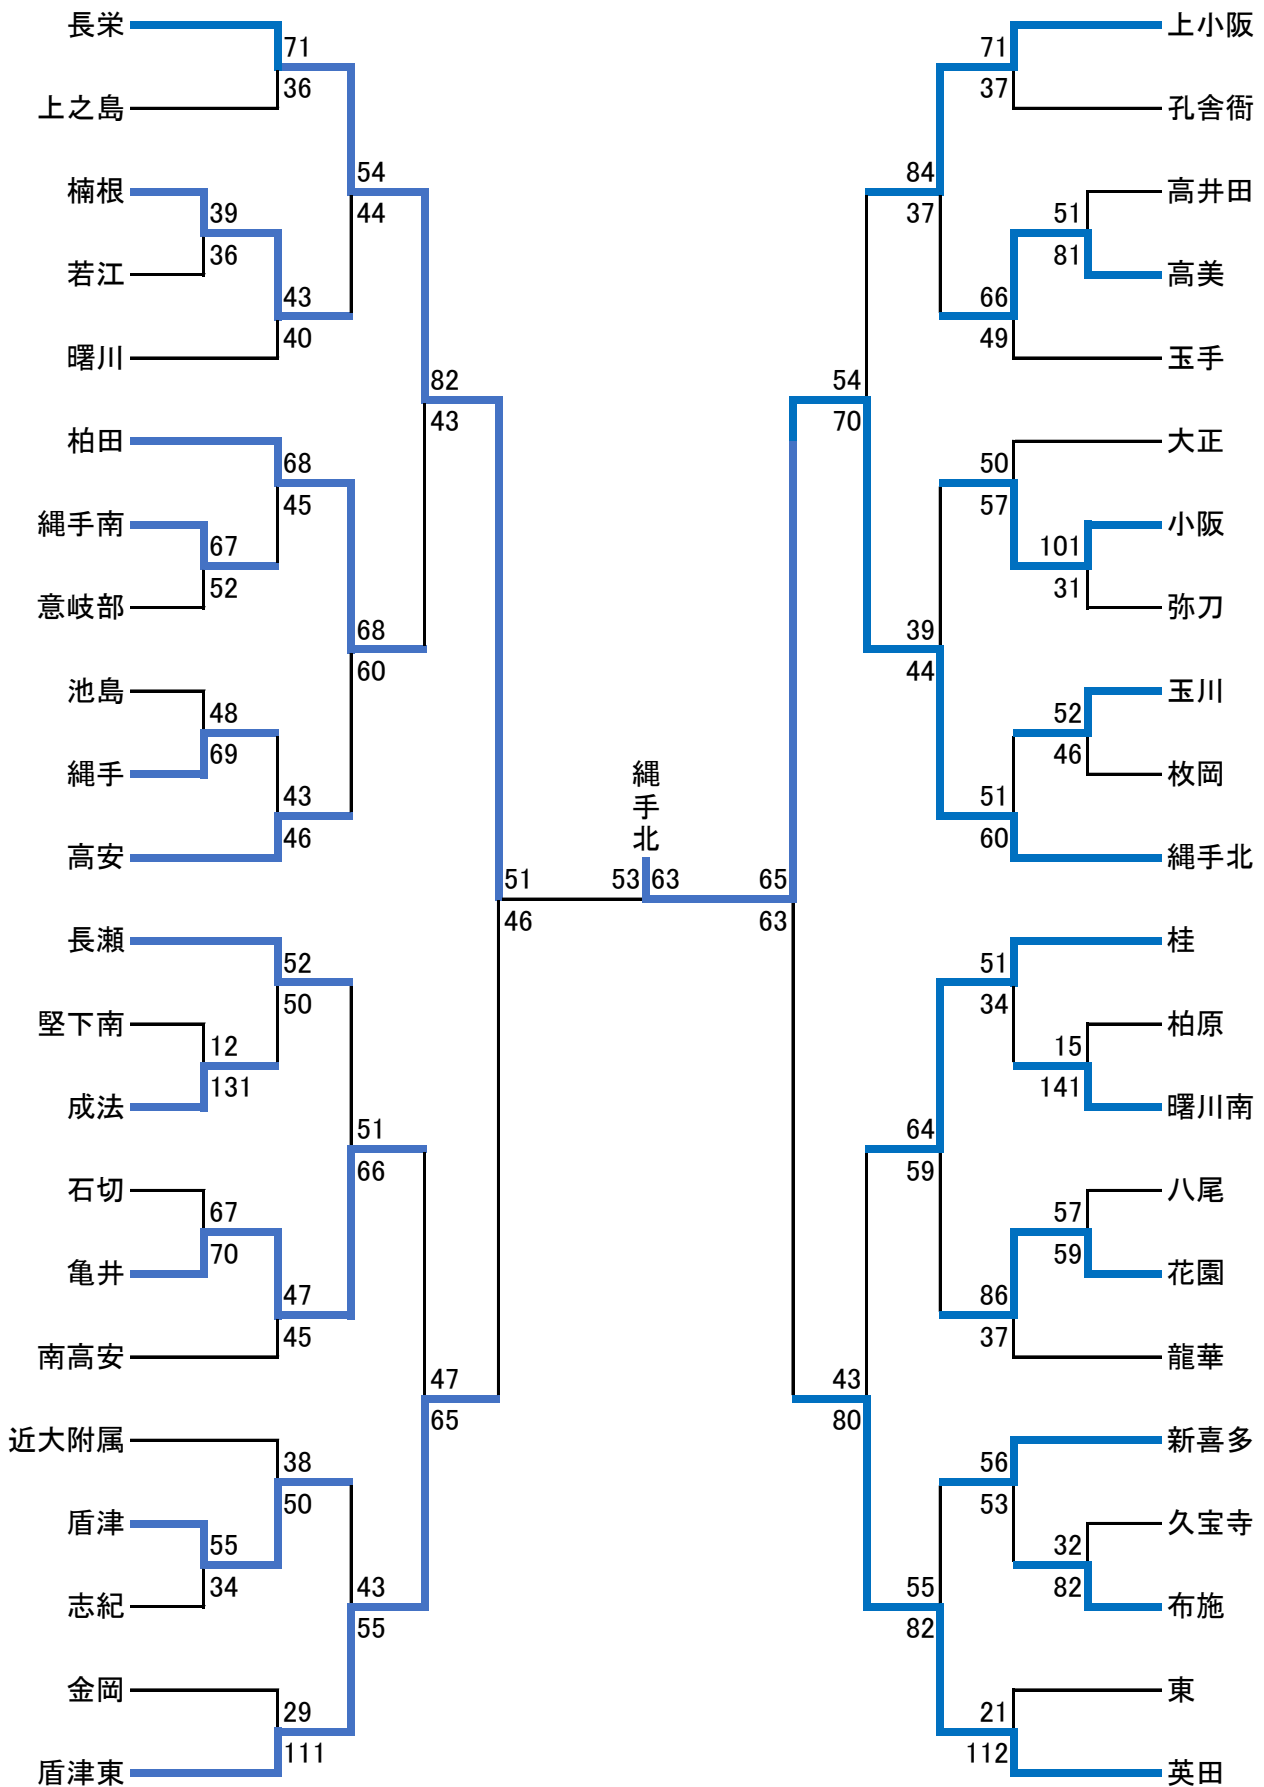 長栄
71
36
上之島
54
44
楠根
39
36
若江
43
40
曙川
82
43
柏田
68
45
縄手南
67
52
意岐部
68
60
池島
48
69
縄手
43
46
高安
51
46
長瀬
52
50
堅下南
12
131
成法
51
66
石切
67
70
亀井
47
45
南高安
47
65
近大附属
38
50
盾津
55
34
志紀
43
55
金岡
29
111
盾津東
縄手北
53 63
上小阪
71
37
孔舎衙
84
37
高井田
51
81
高美
66
49
玉手
54
70
大正
50
57
小阪
101
31
弥刀
39
44
玉川
52
46
枚岡
51
60
縄手北
65
63
桂
51
34
柏原
15
141
曙川南
64
59
八尾
57
59
花園
86
37
龍華
43
80
新喜多
56
53
久宝寺
32
82
布施
55
82
東
21
112
英田